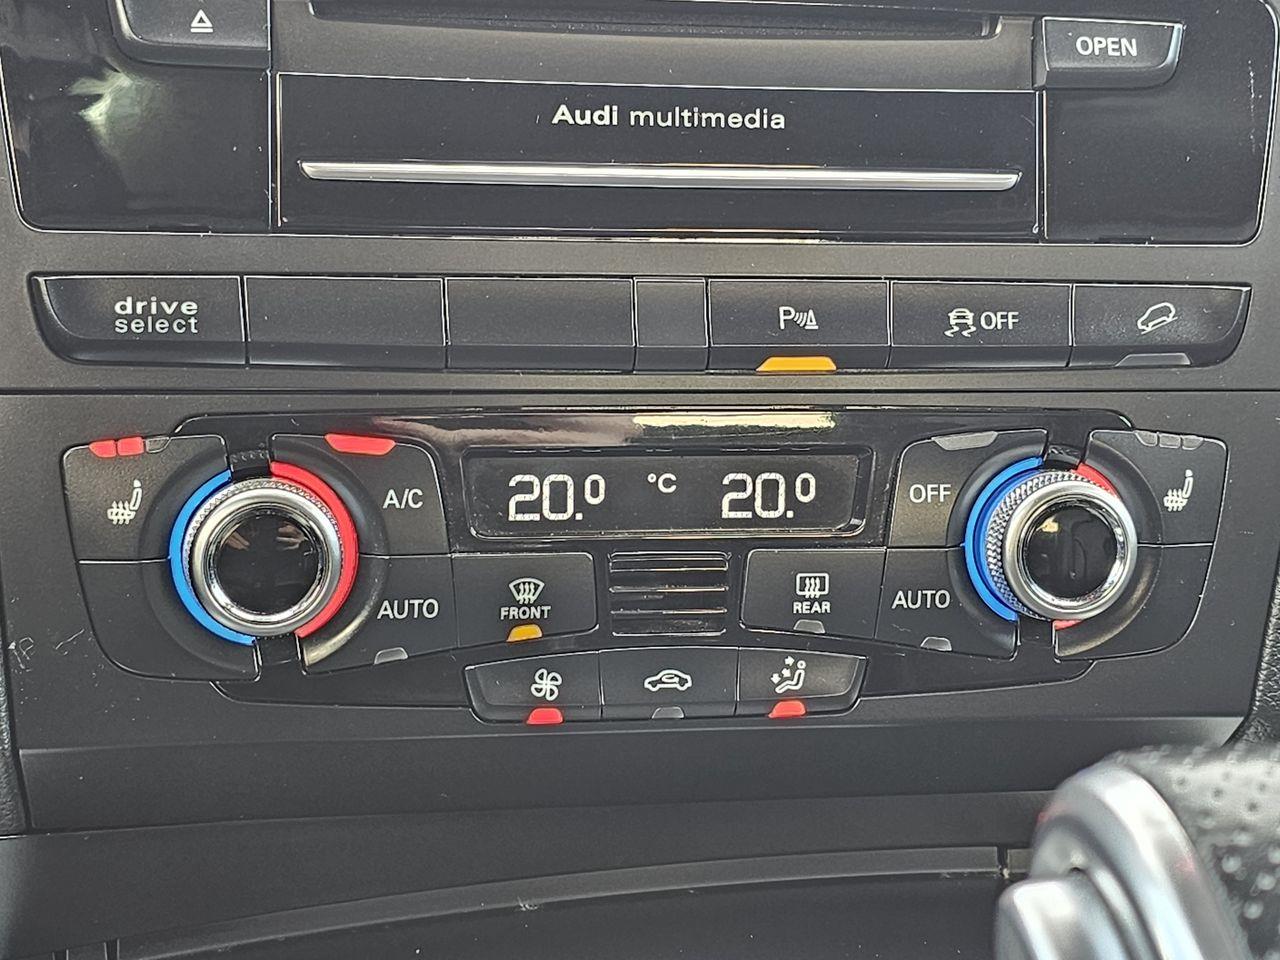 OPEN
Audi multimedia
drive
select
P
OFF
A/C
20.0 °C 20.0
OFF
AUTO
FRONT
REAR
AUTO